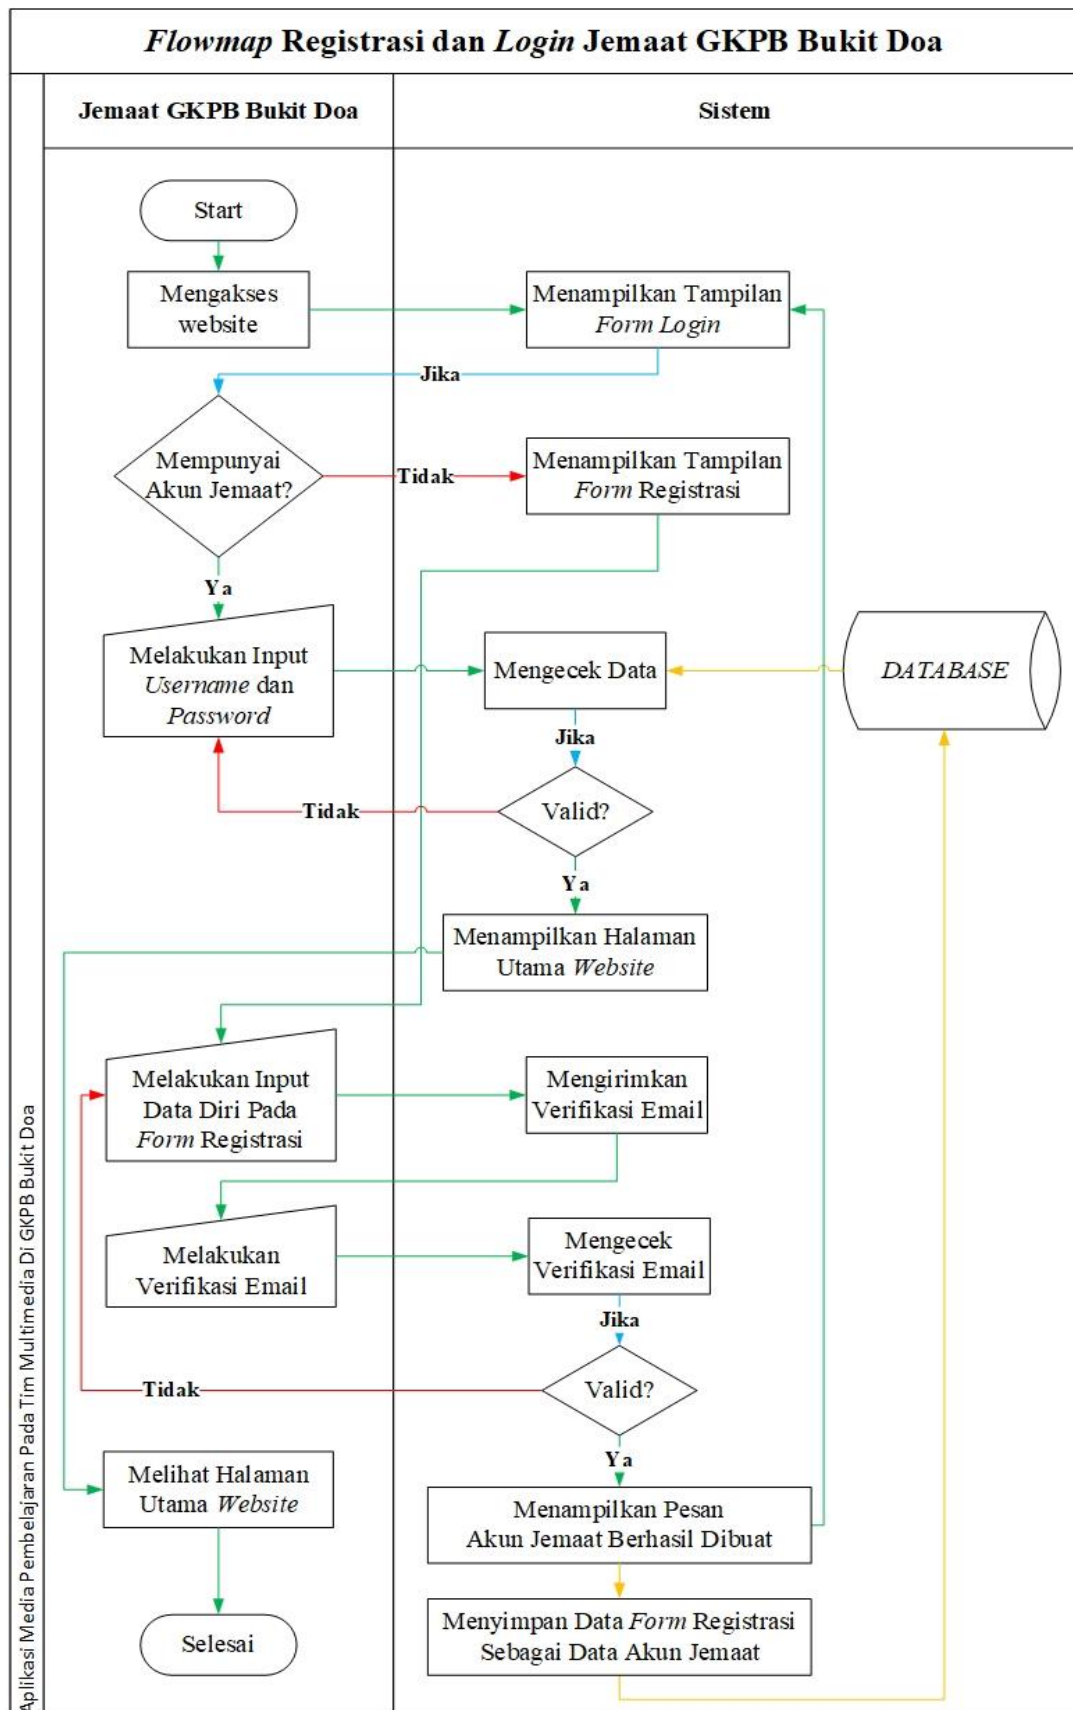 Flowmap Registrasi dan Login Jemaat GKPB Bukit Doa
Jemaat GKPB Bukit Doa
Sistem
Start
Mengakses
website
Menampilkan Tampilan
Form Login
Jika
Mempunyai
Akun Jemaat?
Tidak
Menampilkan Tampilan
Form Registrasi
Ya
Melakukan Input
Username dan
Password
Mengecek Data
DATABASE
Jika
Tidak
Valid?
Ya
Menampilkan Halaman
Utama Website
Melakukan Input
Data Diri Pada
Form Registrasi
Mengirimkan
Verifikasi Email
Melakukan
Verifikasi Email
Mengecek
Verifikasi Email
Jika
Tidak
Valid?
Ya
Melihat Halaman
Utama Website
Menampilkan Pesan
Akun Jemaat Berhasil Dibuat
Selesai
Menyimpan Data Form Registrasi
Sebagai Data Akun Jemaat
Aplikasi Media Pembelajaran Pada Tim Multimedia Di GKPB Bukit Doa